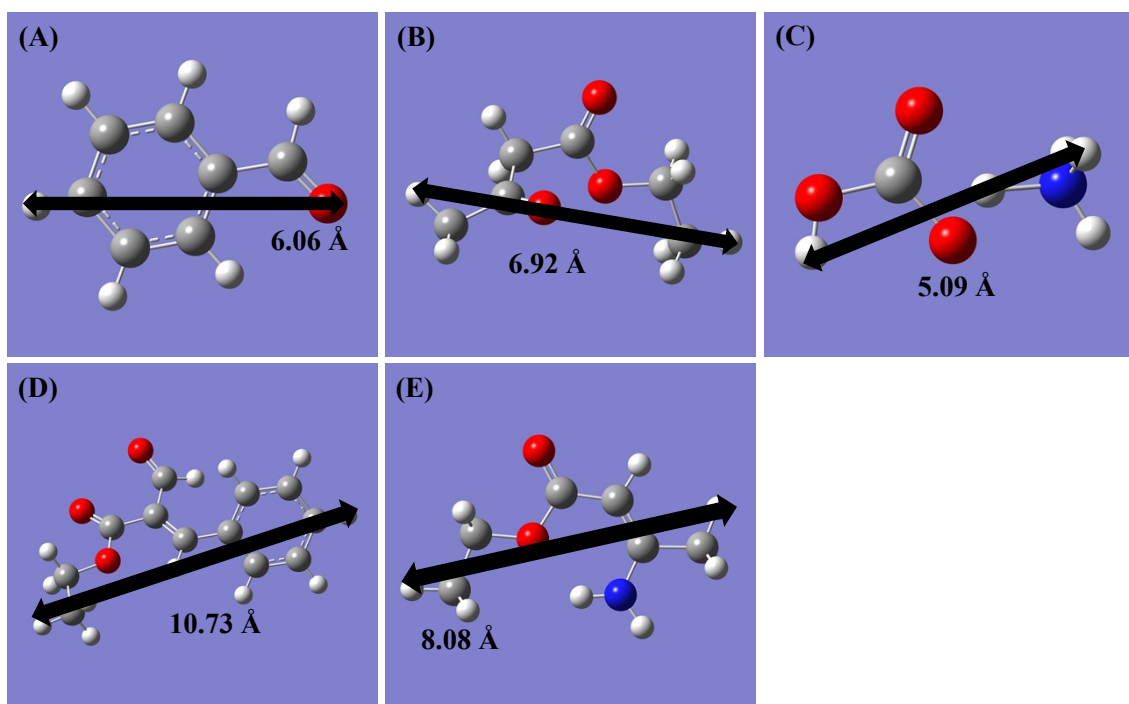 (A)
6.06 Å
(B)
6.92 Å
(C)
5.09 Å
(D)
10.73 Å
(E)
8.08 Å